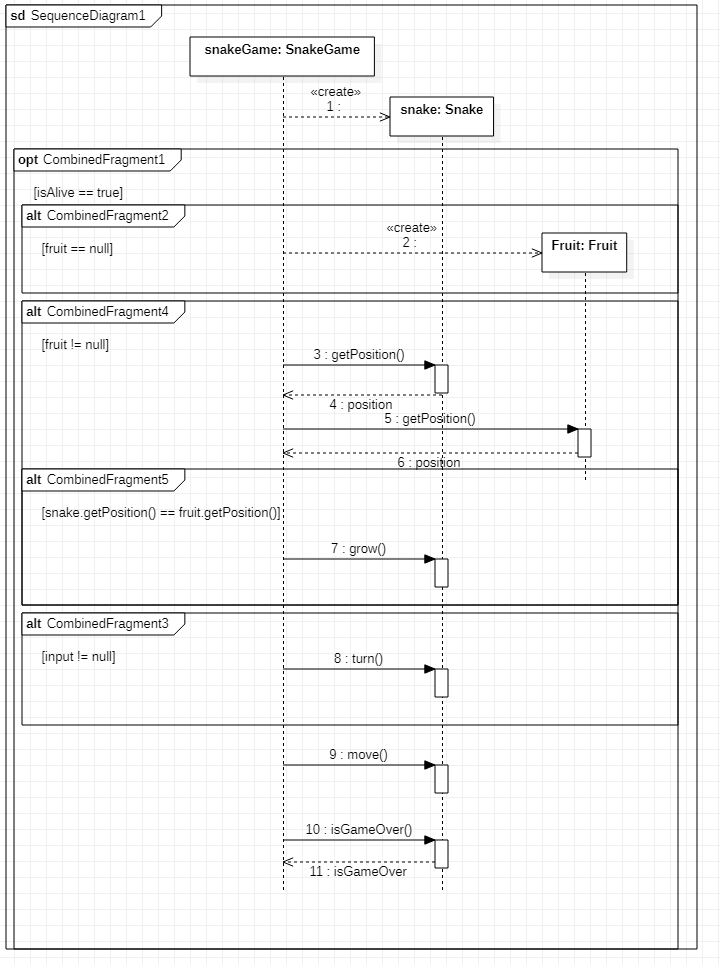 sd SequenceDiagram1
snakeGame: SnakeGame
«create»
1 :
snake: Snake
opt CombinedFragment1
[isAlive == true]
alt CombinedFragment2
«create»
2 :
[fruit == null]
Fruit: Fruit
alt CombinedFragment4
[fruit != null]
3 : getPosition()
4 : position
5 : getPosition()
6 : position
alt CombinedFragment5
[snake.getPosition() == fruit.getPosition()]
7 : grow()
alt CombinedFragment3
[input != null]
8 : turn()
9 : move()
10 : isGameOver()
11 : isGameOver